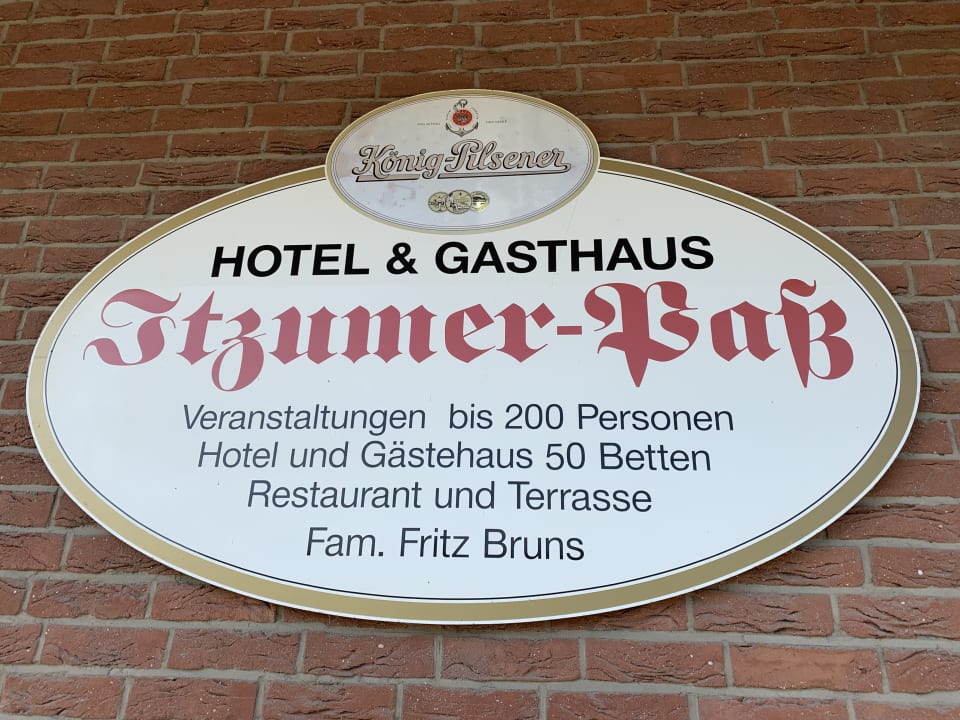 König-Pilsener
HOTEL & GASTHAUS
Itzumer-Paß
Veranstaltungen bis 200 Personen
Hotel und Gästehaus 50 Betten
Restaurant und Terrasse
Fam. Fritz Bruns